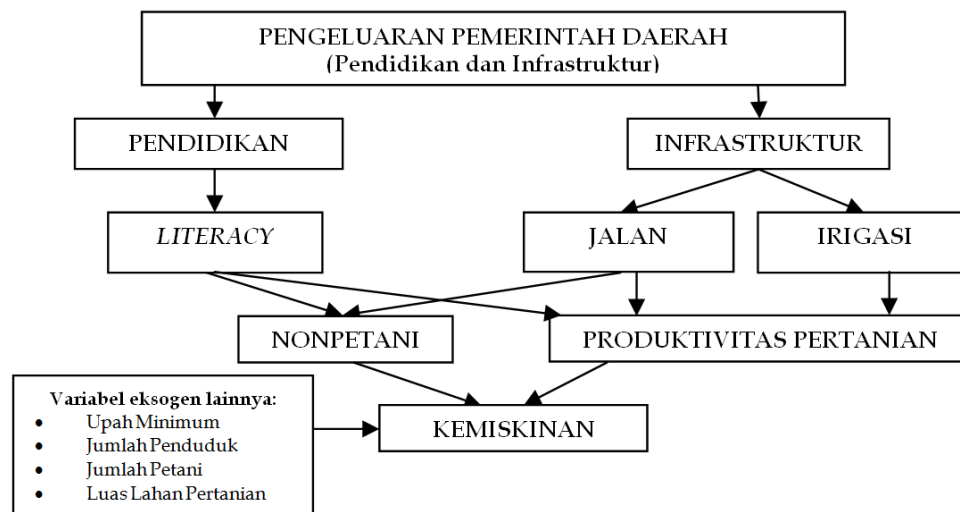 PENGELUARAN PEMERINTAH DAERAH
(Pendidikan dan Infrastruktur)
PENDIDIKAN
INFRASTRUKTUR
LITERACY
JALAN
IRIGASI
NONPETANI
PRODUKTIVITAS PERTANIAN
Variabel eksogen lainnya:
• Upah Minimum
• Jumlah Penduduk
• Jumlah Petani
• Luas Lahan Pertanian
KEMISKINAN